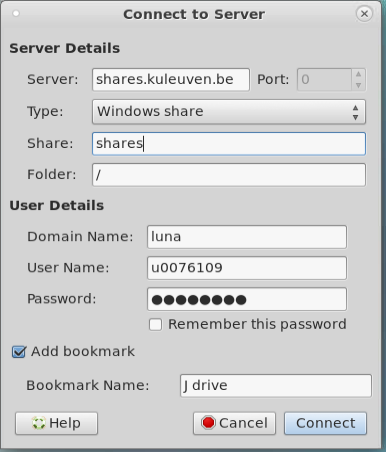 Connect to Server
Server Details
Server: shares.kuleuven.be Port: 0
Type: Windows share
Share: shares
Folder: /
User Details
Domain Name: luna
User Name: u0076109
Password: ●●●●●●●●
Remember this password
Add bookmark
Bookmark Name: J drive
Help Cancel Connect